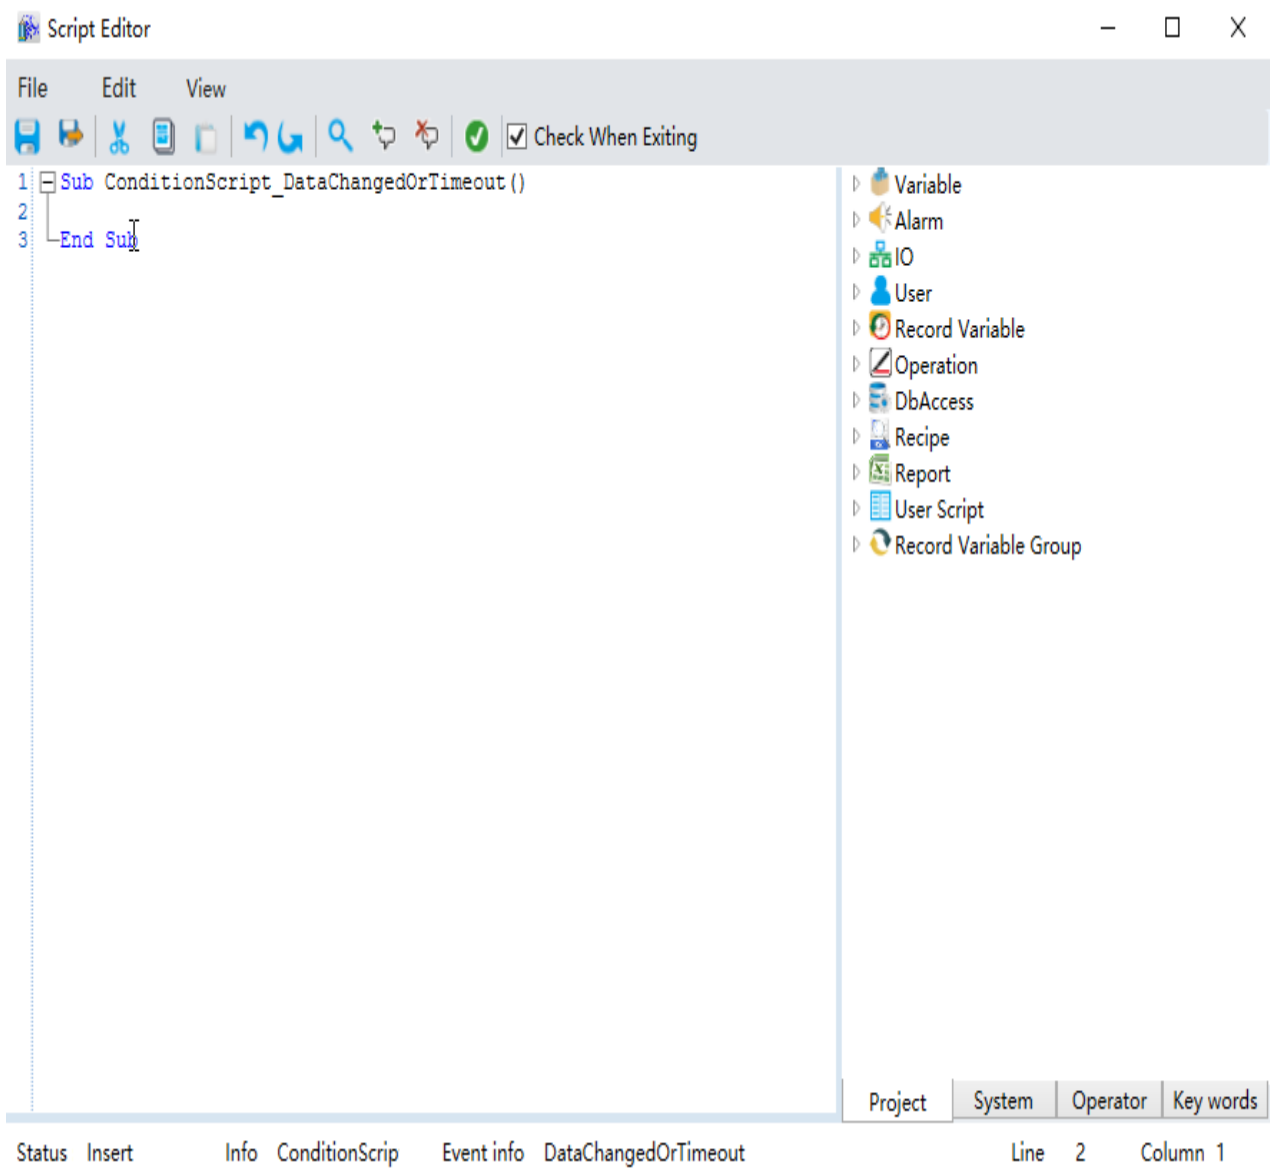 Script Editor
File Edit View
Check When Exiting
1 Sub ConditionScript_DataChangedOrTimeout()
2
3 End Sub
Variable
Alarm
IO
User
Record Variable
Operation
DbAccess
Recipe
Report
User Script
Record Variable Group
Project System Operator Key words
Status Insert Info ConditionScrip Event info DataChangedOrTimeout Line 2 Column 1